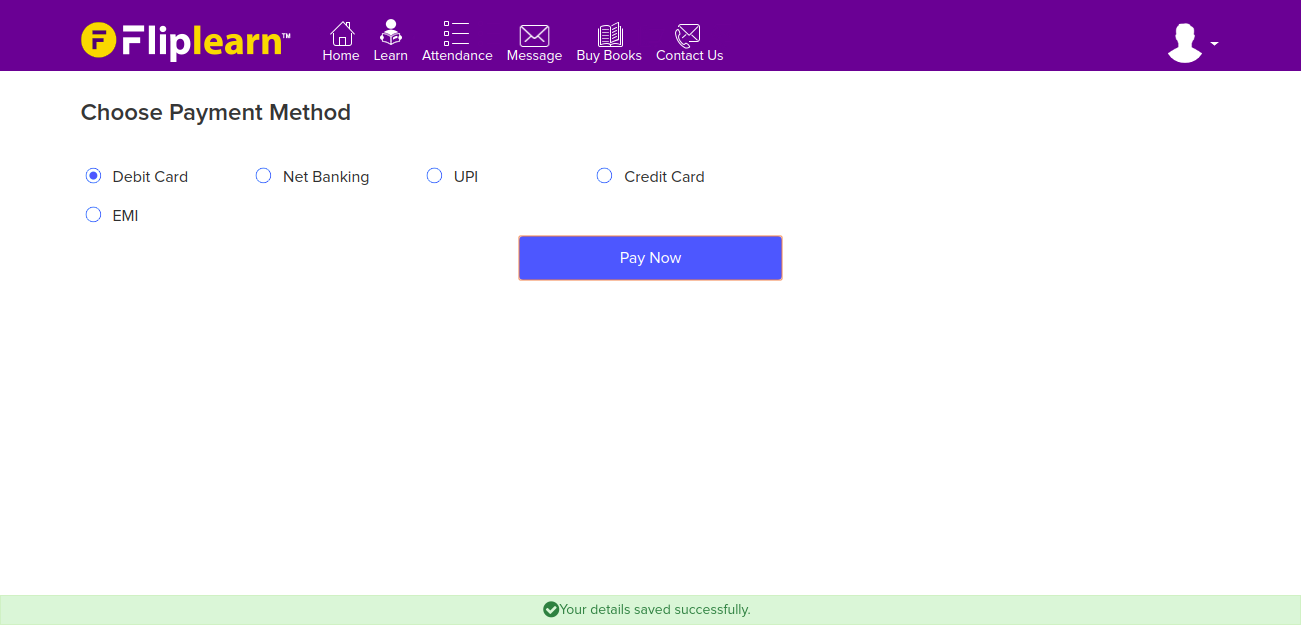 Fliplearn™
Home Learn Attendance Message Buy Books Contact Us
Choose Payment Method
Debit Card Net Banking UPI Credit Card
EMI
Pay Now
Your details saved successfully.